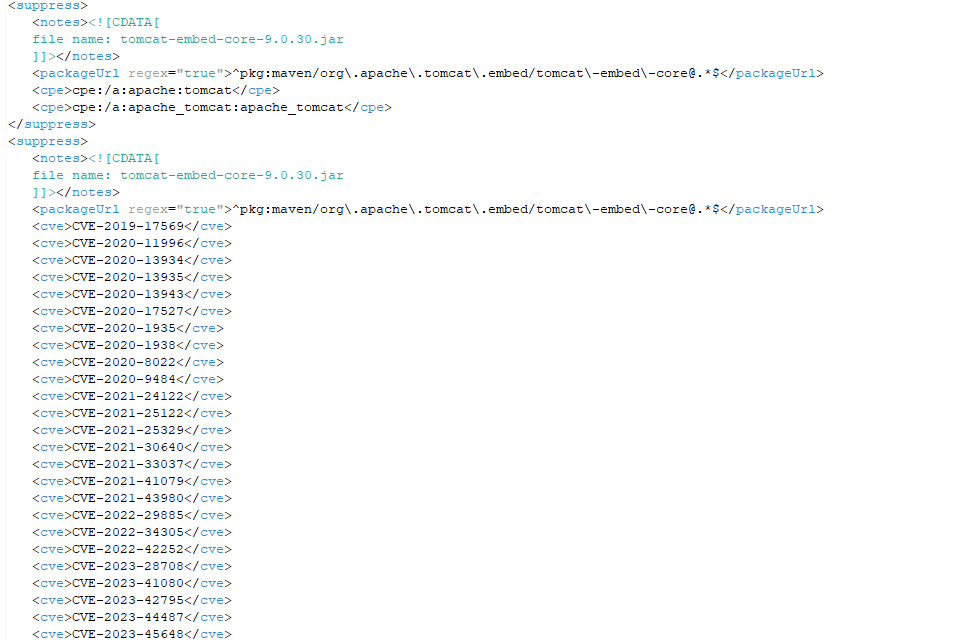 <suppress>
<notes><![CDATA[
file name: tomcat-embed-core-9.0.30.jar
]]></notes>
<packageUrl regex="true">^pkg:maven/org\.apache\.tomcat\.embed/tomcat\-embed\-core@.*$</packageUrl>
<cpe>cpe:/a:apache:tomcat</cpe>
<cpe>cpe:/a:apache_tomcat:apache_tomcat</cpe>
</suppress>
<suppress>
<notes><![CDATA[
file name: tomcat-embed-core-9.0.30.jar
]]></notes>
<packageUrl regex="true">^pkg:maven/org\.apache\.tomcat\.embed/tomcat\-embed\-core@.*$</packageUrl>
<cve>CVE-2019-17569</cve>
<cve>CVE-2020-11996</cve>
<cve>CVE-2020-13934</cve>
<cve>CVE-2020-13935</cve>
<cve>CVE-2020-13943</cve>
<cve>CVE-2020-17527</cve>
<cve>CVE-2020-1935</cve>
<cve>CVE-2020-1938</cve>
<cve>CVE-2020-8022</cve>
<cve>CVE-2020-9484</cve>
<cve>CVE-2021-24122</cve>
<cve>CVE-2021-25122</cve>
<cve>CVE-2021-25329</cve>
<cve>CVE-2021-30640</cve>
<cve>CVE-2021-33037</cve>
<cve>CVE-2021-41079</cve>
<cve>CVE-2021-43980</cve>
<cve>CVE-2022-29885</cve>
<cve>CVE-2022-34305</cve>
<cve>CVE-2022-42252</cve>
<cve>CVE-2023-28708</cve>
<cve>CVE-2023-41080</cve>
<cve>CVE-2023-42795</cve>
<cve>CVE-2023-44487</cve>
<cve>CVE-2023-45648</cve>